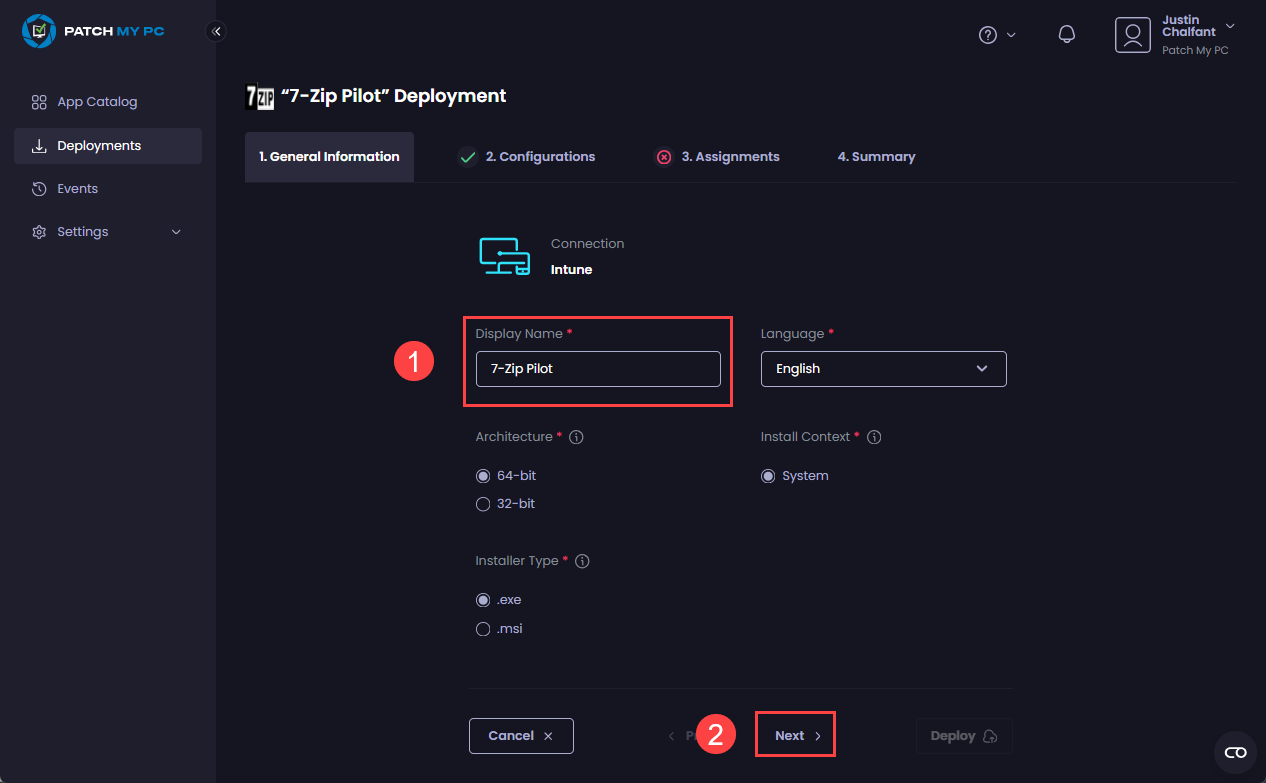 PATCH MY PC
Justin
Chalfant
Patch My PC
App Catalog
Deployments
Events
Settings
7 ZIP
“7-Zip Pilot” Deployment
1. General Information
2. Configurations
3. Assignments
4. Summary
Connection
Intune
1
Display Name *
7-Zip Pilot
Language *
English
Architecture *
64-bit
32-bit
Install Context *
System
Installer Type *
.exe
.msi
Cancel
2
Next
Deploy